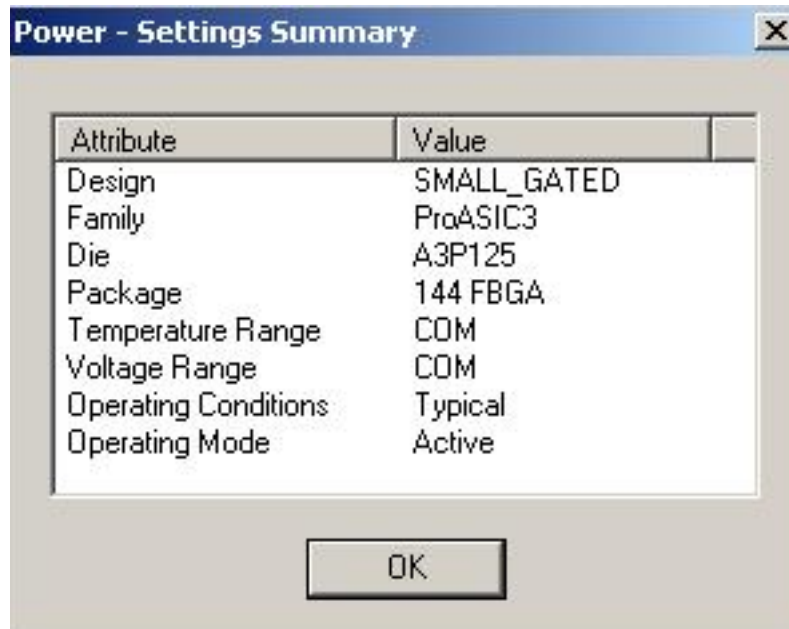 Power - Settings Summary
Attribute Value
Design SMALL_GATED
Family ProASIC3
Die A3P125
Package 144 FBGA
Temperature Range COM
Voltage Range COM
Operating Conditions Typical
Operating Mode Active
OK